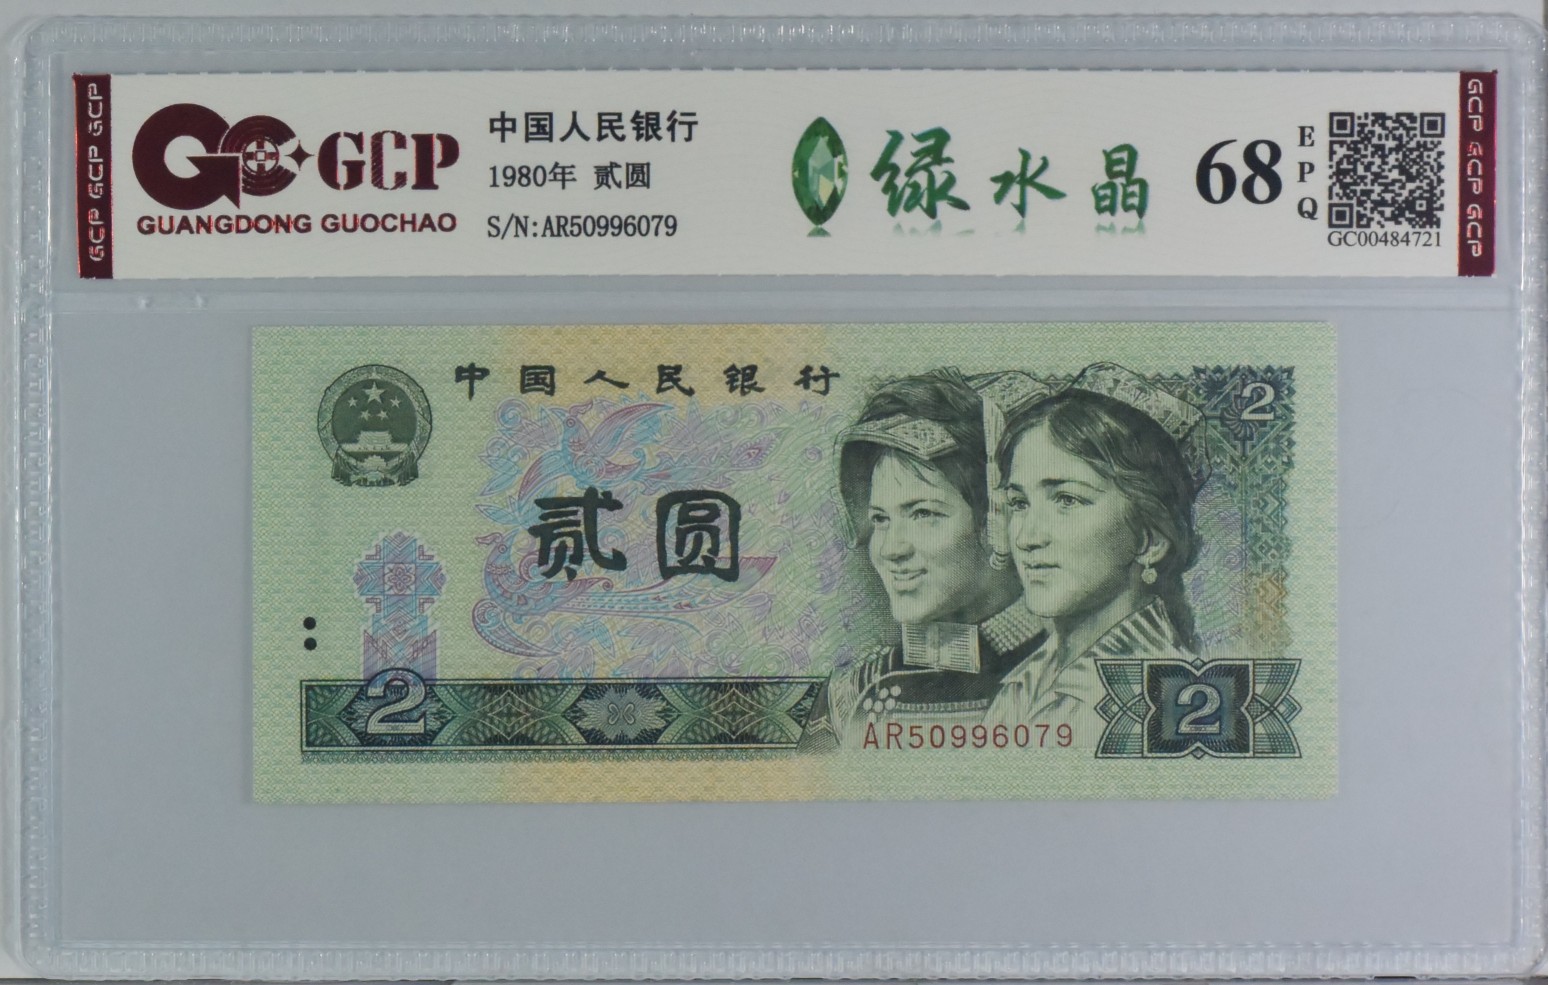 GCP GCP GCP
GCP
GUANGDONG GUOCHAO
中国人民银行
1980年 贰圆
S/N:AR50996079
绿水晶
68
EPQ
GC00484721
GCP GCP GCP
中国人民银行
2
贰圆
2
AR50996079
2